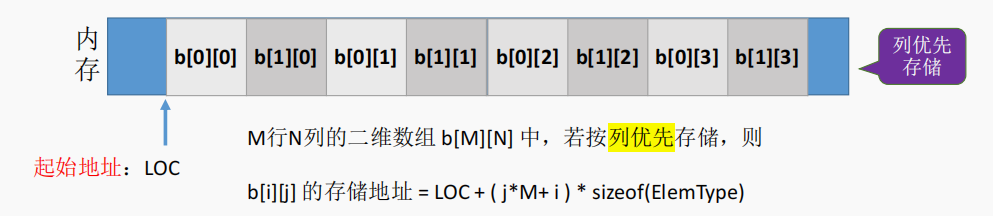 内存
b[0][0] b[1][0] b[0][1] b[1][1] b[0][2] b[1][2] b[0][3] b[1][3]
列优先
存储
起始地址：LOC
M行N列的二维数组 b[M][N] 中，若按列优先存储，则
b[i][j] 的存储地址 = LOC + ( j*M+ i ) * sizeof(ElemType)